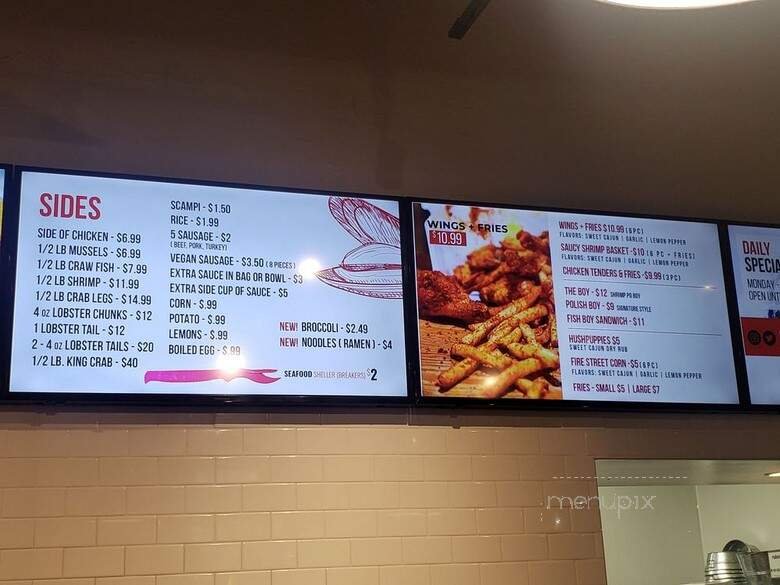 SIDES
SIDE OF CHICKEN - $6.99
1/2 LB MUSSELS - $6.99
1/2 LB CRAW FISH - $7.99
1/2 LB SHRIMP - $11.99
1/2 LB CRAB LEGS - $14.99
4 oz LOBSTER CHUNKS - $12
1 LOBSTER TAIL - $12
2 - 4 oz LOBSTER TAILS - $20
1/2 LB. KING CRAB - $40
SCAMPI - $1.50
RICE - $1.99
5 SAUSAGE - $2
( BEEF, PORK, TURKEY)
VEGAN SAUSAGE - $3.50 ( 8 PIECES )
EXTRA SAUCE IN BAG OR BOWL - $3
EXTRA SIDE CUP OF SAUCE - $5
CORN - $.99
POTATO - $.99
LEMONS - $.99
BOILED EGG - $.99
NEW! BROCCOLI - $2.49
NEW! NOODLES ( RAMEN ) - $4
SEAFOOD SHELLER (BREAKERS) $2
WINGS + FRIES
$10.99
WINGS + FRIES $10.99 (6PC)
FLAVORS: SWEET CAJUN | GARLIC | LEMON PEPPER
SAUCY SHRIMP BASKET -$10 (6 PC + FRIES)
FLAVORS: SWEET CAJUN | GARLIC | LEMON PEPPER
CHICKEN TENDERS & FRIES -$9.99 (3PC)
THE BOY - $12 SHRIMP PO BOY
POLISH BOY - $9 SIGNATURE STYLE
FISH BOY SANDWICH - $11
HUSHPUPPIES $5
SWEET CAJUN DRY RUB
FIRE STREET CORN -$5 (6PC)
FLAVORS: SWEET CAJUN | GARLIC | LEMON PEPPER
FRIES - SMALL $5 | LARGE $7
DAILY
SPECIA
MONDAY -
OPEN UNT
menupix